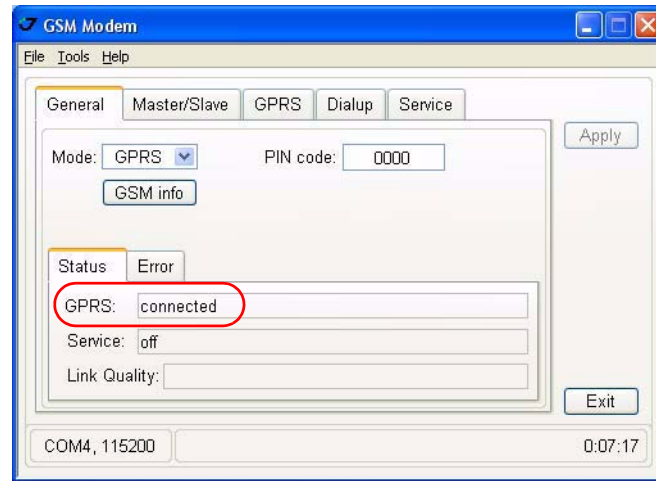 GSM Modem
File Tools Help
General Master/Slave GPRS Dialup Service
Apply
Mode: GPRS PIN code: 0000
GSM info
Status Error
GPRS: connected
Service: off
Link Quality:
Exit
COM4, 115200 0:07:17